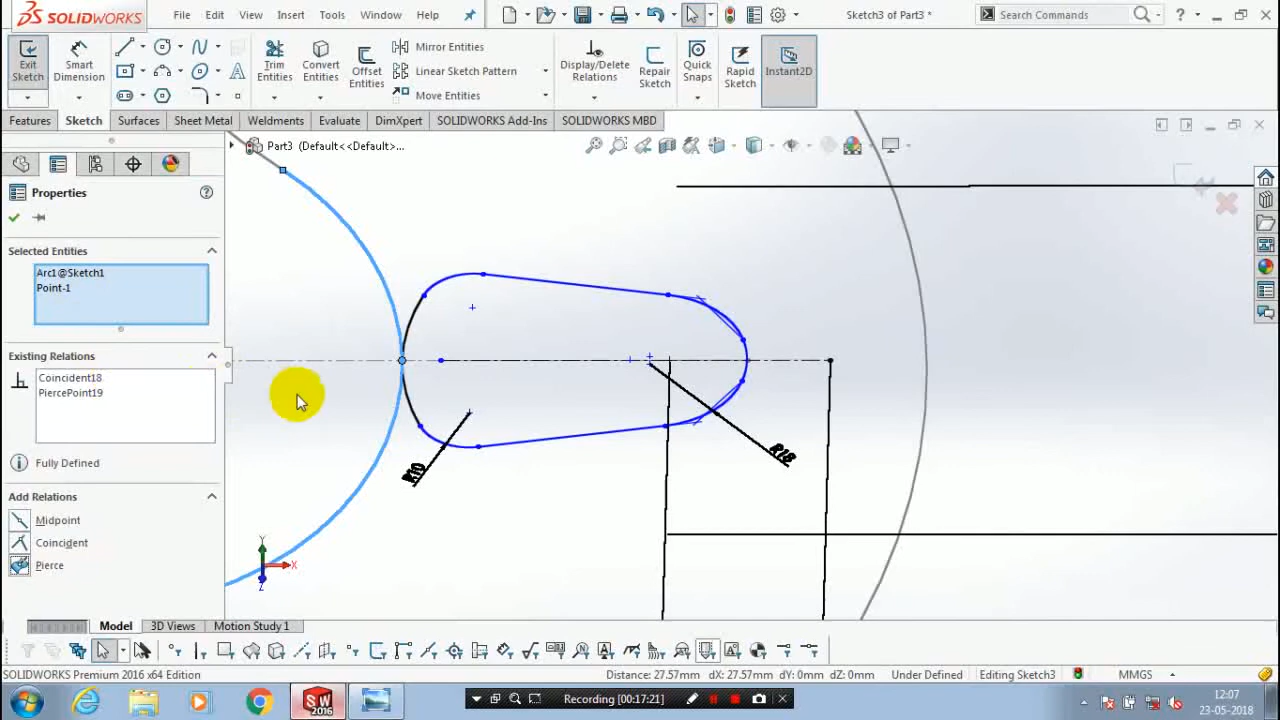 SOLIDWORKS
File Edit View Insert Tools Window Help
Sketch3 of Part3 *
Search Commands
Exit Sketch
Smart Dimension
Trim Entities
Convert Entities
Offset Entities
Mirror Entities
Linear Sketch Pattern
Move Entities
Display/Delete Relations
Repair Sketch
Quick Snaps
Rapid Sketch
Instant2D
Features Sketch Surfaces Sheet Metal Weldments Evaluate DimXpert SOLIDWORKS Add-Ins SOLIDWORKS MBD
Part3 (Default<<Default>...
Properties
Selected Entities
Arc1@Sketch1
Point-1
Existing Relations
Coincident18
PiercePoint19
Fully Defined
Add Relations
Midpoint
Coincident
Pierce
R10
Y
X
Z
Model 3D Views Motion Study 1
SOLIDWORKS Premium 2016 x64 Edition
Distance: 27.57mm dX: 27.57mm dY: 0mm dZ: 0mm Under Defined Editing Sketch3 MMGS
SW 2016
Recording [00:17:21]
12:07
23-05-2018